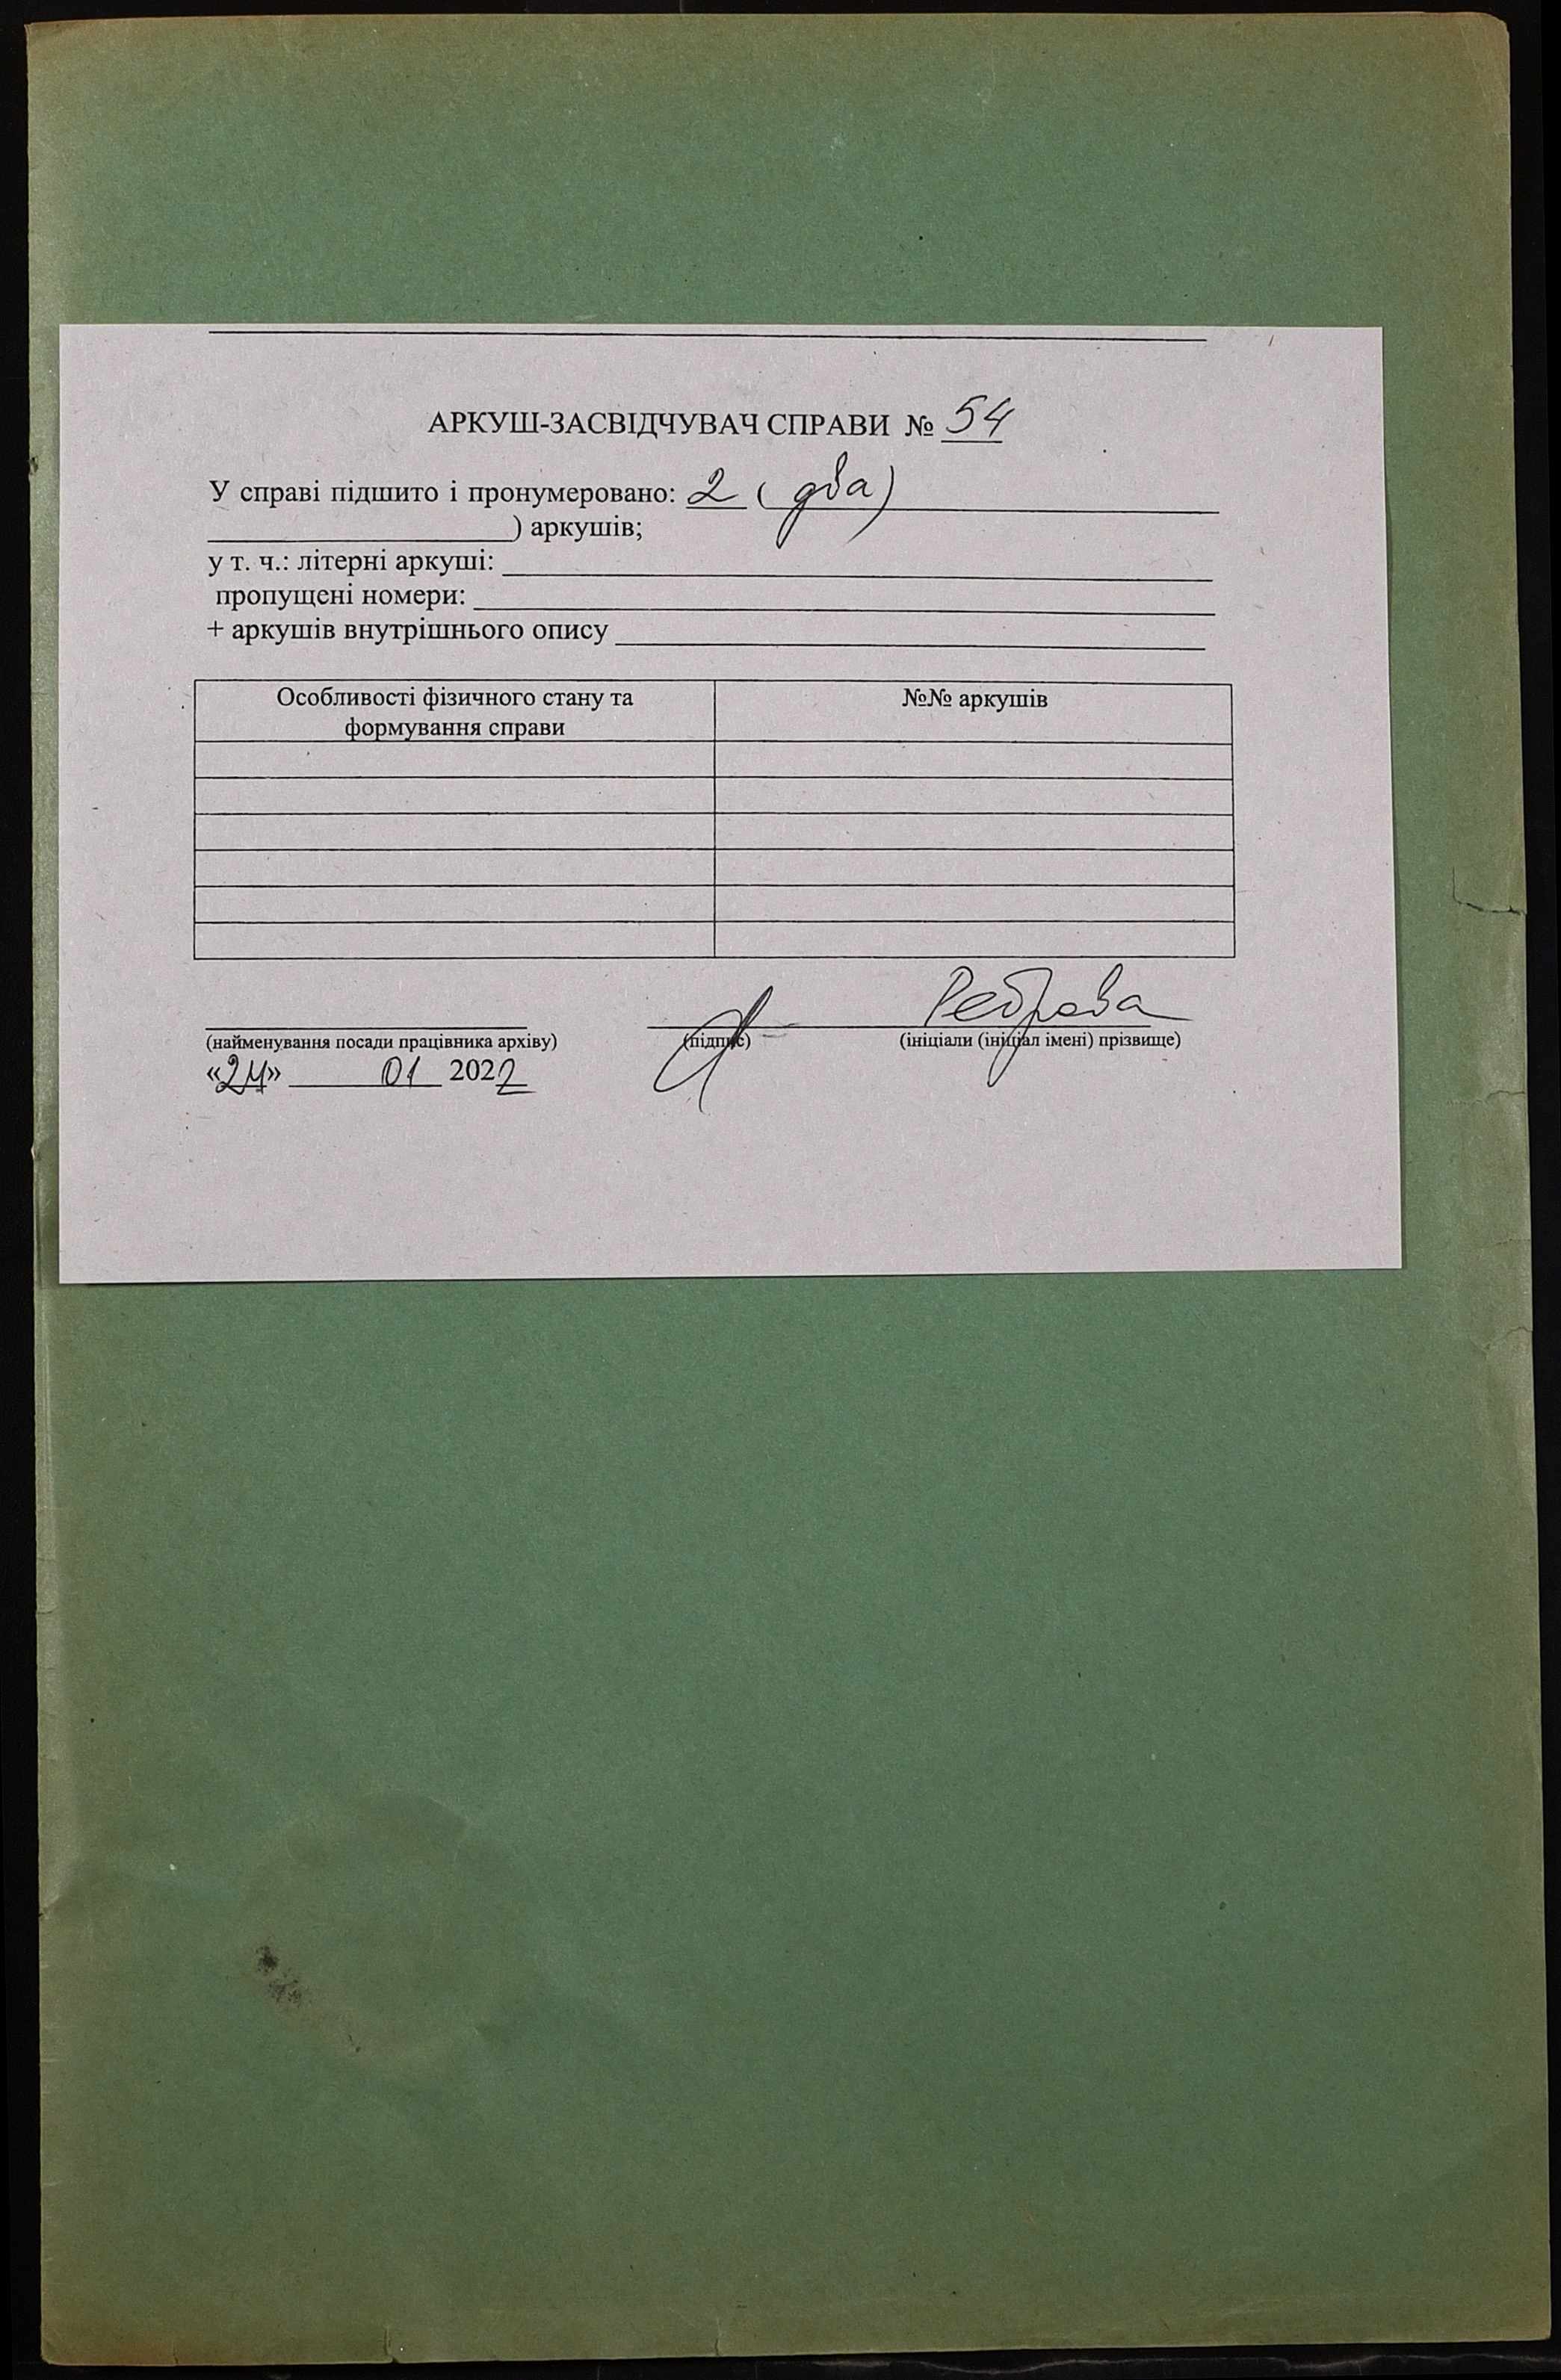 АРКУШ-ЗАСВІДЧУВАЧ СПРАВИ № 54
У справі підшито і пронумеровано: 2 ( два)
) аркушів;
у т. ч.: літерні аркуші:
пропущені номери:
+ аркушів внутрішнього опису
Особливості фізичного стану та формування справи №№ аркушів
Реброва
(найменування посади працівника архіву) (підпис) (ініціали (ініціал імені) прізвище)
«24» 01 2022